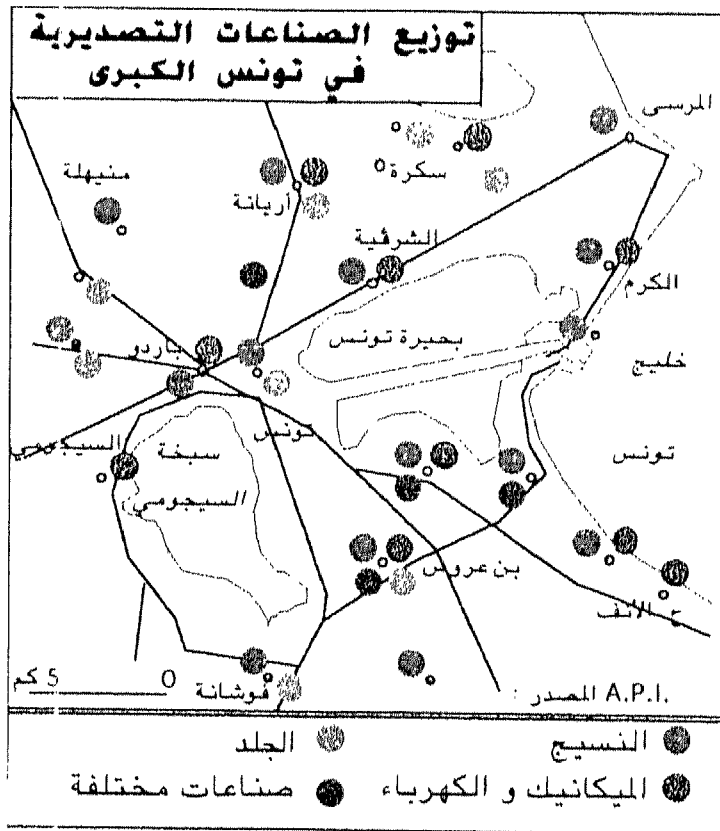 توزيع الصناعات التصديرية
في تونس الكبرى
المرسى
سكرة
منيهلة
أريانة
الشرقية
الكرم
بحيرة تونس
باردو
خليج
تونس
تونس
السيجومي
سبخة
السيجومي
بن عروس
ح الأنف
فوشانة
5 كم 0
المصدر : A.P.I.
النسيج
الجلد
الميكانيك و الكهرباء
صناعات مختلفة